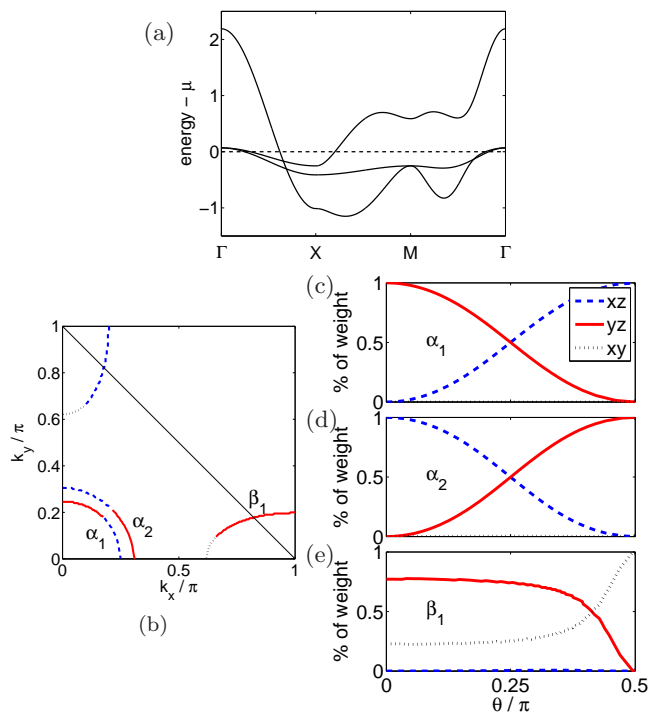 (a)
energy − μ
2
1
0
−1
Γ
X
M
Γ
(b)
k_y / π
1
0.8
0.6
0.4
0.2
0
0
0.5
1
k_x / π
α_1
α_2
β_1
(c)
% of weight
1
0.5
0
α_1
xz
yz
xy
(d)
% of weight
1
0.5
0
α_2
(e)
% of weight
1
0.5
0
β_1
0
0.25
0.5
θ / π